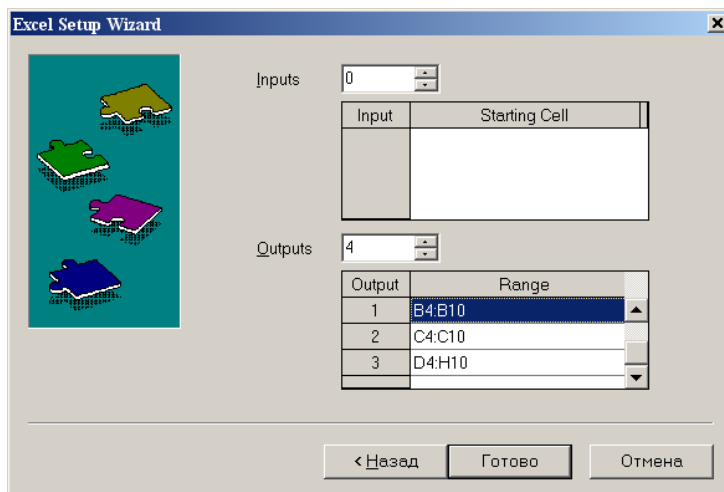 Excel Setup Wizard
Inputs 0
Input Starting Cell
Outputs 4
Output Range
1 B4:B10
2 C4:C10
3 D4:H10
< Назад Готово Отмена